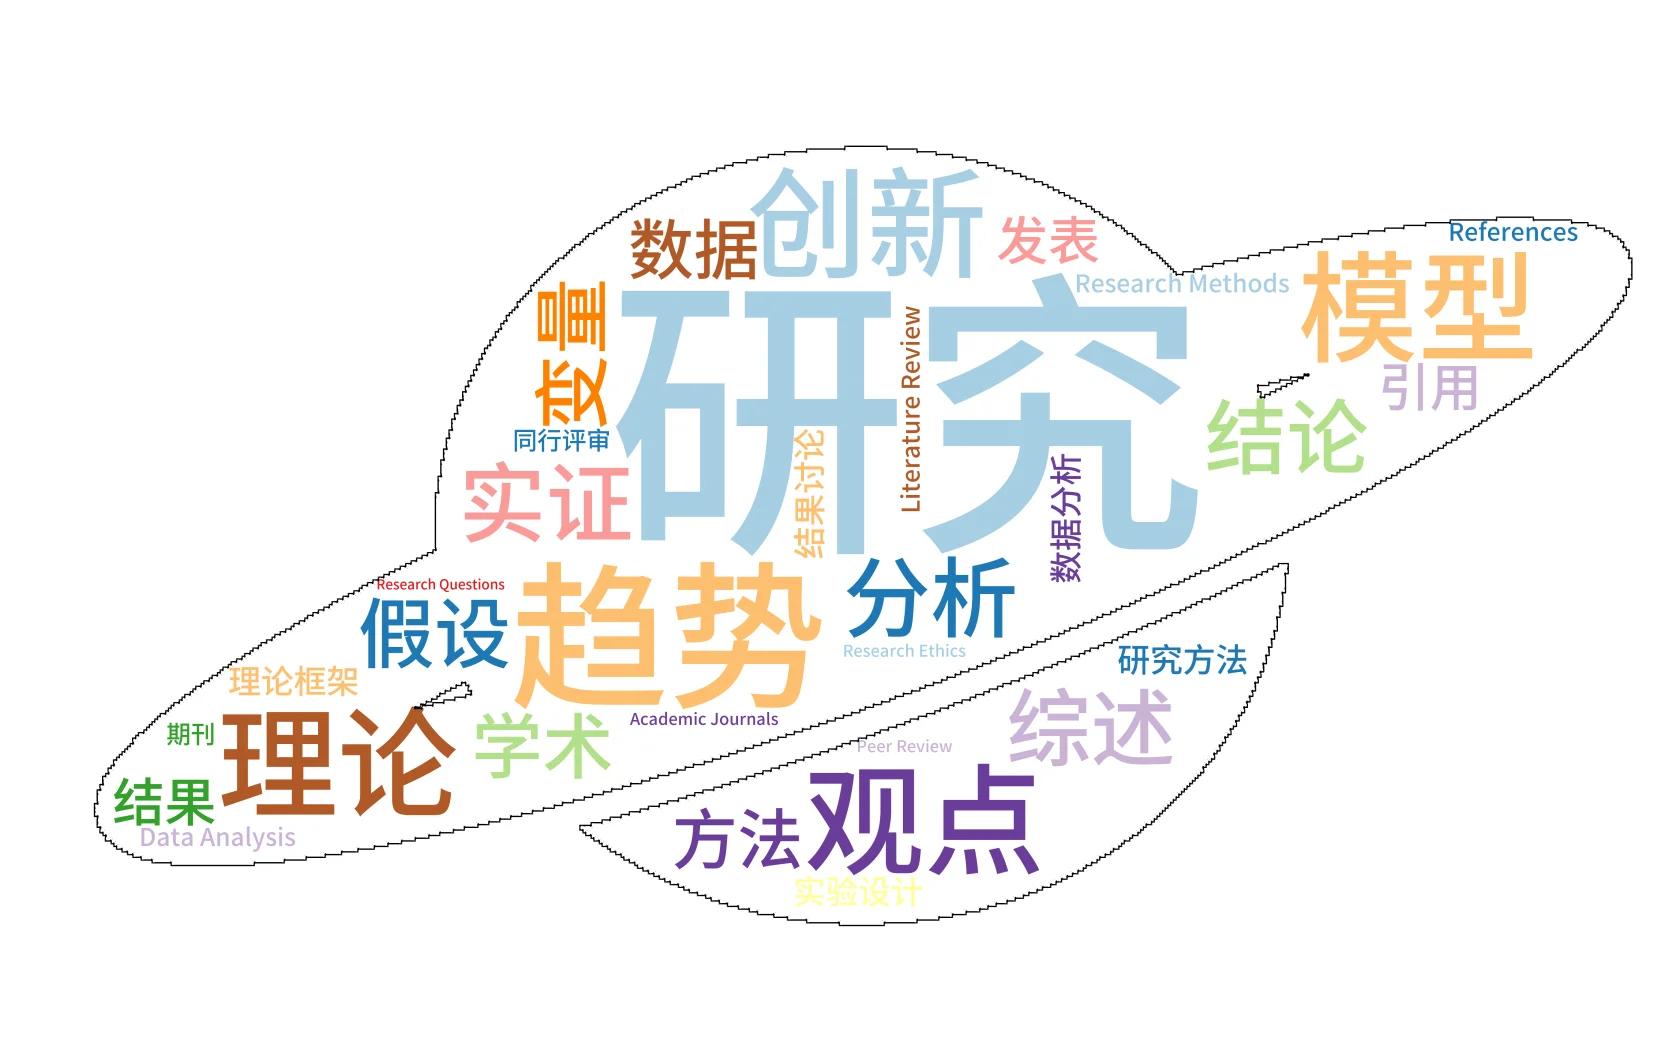 创新
数据
发表
References
Research Methods
模型
变量
研究
Literature Review
引用
结论
同行评审
结果讨论
数据分析
实证
Research Questions
趋势
分析
假设
Research Ethics
研究方法
理论框架
综述
期刊
理论
学术
Academic Journals
Peer Review
结果
Data Analysis
方法
观点
实验设计